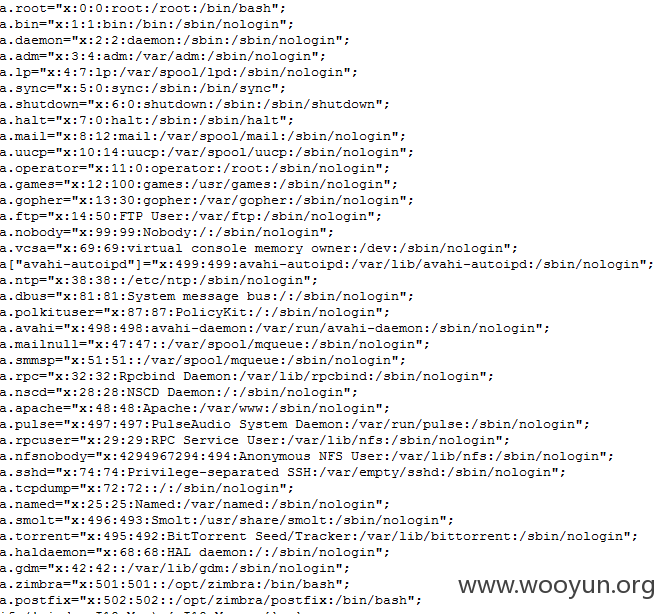 a.root="x:0:0:root:/root:/bin/bash";
a.bin="x:1:1:bin:/bin:/sbin/nologin";
a.daemon="x:2:2:daemon:/sbin:/sbin/nologin";
a.adm="x:3:4:adm:/var/adm:/sbin/nologin";
a.lp="x:4:7:lp:/var/spool/lpd:/sbin/nologin";
a.sync="x:5:0:sync:/sbin:/bin/sync";
a.shutdown="x:6:0:shutdown:/sbin:/sbin/shutdown";
a.halt="x:7:0:halt:/sbin:/sbin/halt";
a.mail="x:8:12:mail:/var/spool/mail:/sbin/nologin";
a.uucp="x:10:14:uucp:/var/spool/uucp:/sbin/nologin";
a.operator="x:11:0:operator:/root:/sbin/nologin";
a.games="x:12:100:games:/usr/games:/sbin/nologin";
a.gopher="x:13:30:gopher:/var/gopher:/sbin/nologin";
a.ftp="x:14:50:FTP User:/var/ftp:/sbin/nologin";
a.nobody="x:99:99:Nobody:/:/sbin/nologin";
a.vcsa="x:69:69:virtual console memory owner:/dev:/sbin/nologin";
a["avahi-autoipd"]="x:499:499:avahi-autoipd:/var/lib/avahi-autoipd:/sbin/nologin";
a.ntp="x:38:38::/etc/ntp:/sbin/nologin";
a.dbus="x:81:81:System message bus:/:/sbin/nologin";
a.polkituser="x:87:87:PolicyKit:/:/sbin/nologin";
a.avahi="x:498:498:avahi-daemon:/var/run/avahi-daemon:/sbin/nologin";
a.mailnull="x:47:47::/var/spool/mqueue:/sbin/nologin";
a.smmsp="x:51:51::/var/spool/mqueue:/sbin/nologin";
a.rpc="x:32:32:Rpcbind Daemon:/var/lib/rpcbind:/sbin/nologin";
a.nscd="x:28:28:NSCD Daemon:/:/sbin/nologin";
a.apache="x:48:48:Apache:/var/www:/sbin/nologin";
a.pulse="x:497:497:PulseAudio System Daemon:/var/run/pulse:/sbin/nologin";
a.rpcuser="x:29:29:RPC Service User:/var/lib/nfs:/sbin/nologin";
a.nfsnobody="x:4294967294:494:Anonymous NFS User:/var/lib/nfs:/sbin/nologin";
a.sshd="x:74:74:Privilege-separated SSH:/var/empty/sshd:/sbin/nologin";
a.tcpdump="x:72:72::/:/sbin/nologin";
a.named="x:25:25:Named:/var/named:/sbin/nologin";
a.smolt="x:496:493:Smolt:/usr/share/smolt:/sbin/nologin";
a.torrent="x:495:492:BitTorrent Seed/Tracker:/var/lib/bittorrent:/sbin/nologin";
a.haldaemon="x:68:68:HAL daemon:/:/sbin/nologin";
a.gdm="x:42:42::/var/lib/gdm:/sbin/nologin";
a.zimbra="x:501:501::/opt/zimbra:/bin/bash";
a.postfix="x:502:502::/opt/zimbra/postfix:/bin/bash";
www.wooyun.org